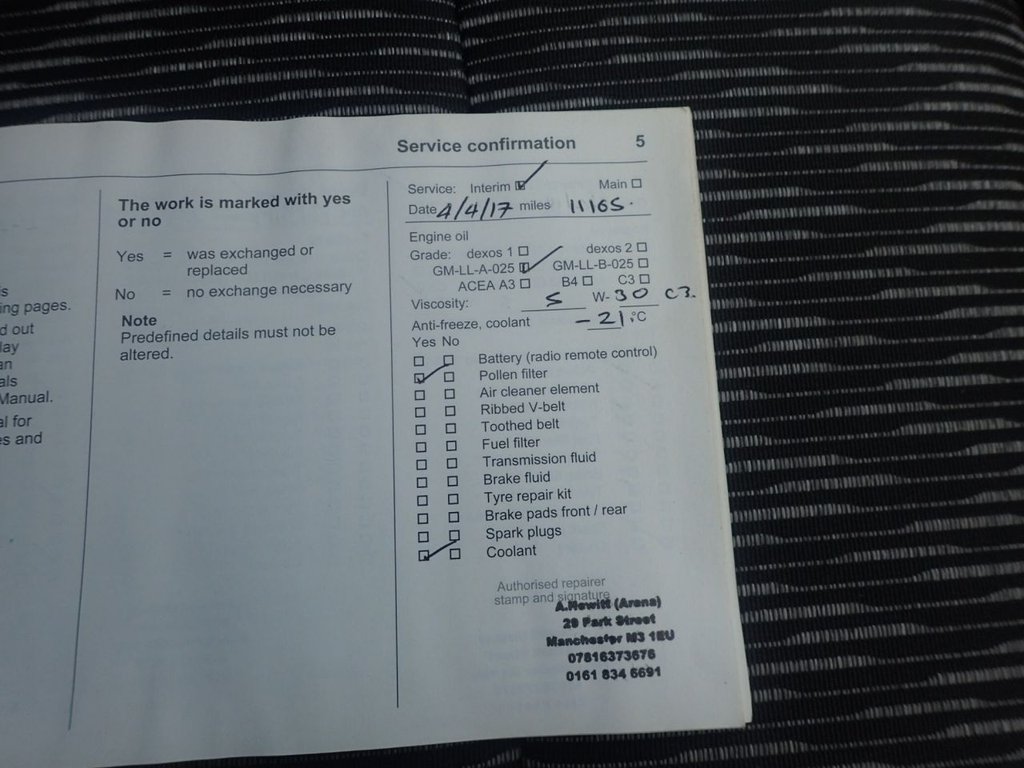 Service confirmation 5
s
ing pages.
d out
lay
an
als
Manual.
al for
es and
The work is marked with yes
or no
Yes = was exchanged or
replaced
No = no exchange necessary
Note
Predefined details must not be
altered.
Service: Interim Main
Date 4/4/17 miles 11165.
Engine oil
Grade: dexos 1 dexos 2
GM-LL-A-025 GM-LL-B-025
ACEA A3 B4 C3
Viscosity: 5 W- 30 C3.
Anti-freeze, coolant -21 °C
Yes No
Battery (radio remote control)
Pollen filter
Air cleaner element
Ribbed V-belt
Toothed belt
Fuel filter
Transmission fluid
Brake fluid
Tyre repair kit
Brake pads front / rear
Spark plugs
Coolant
Authorised repairer
stamp and signature
A.Hewitt (Arena)
29 Park Street
Manchester M3 1EU
07816373676
0161 834 6691